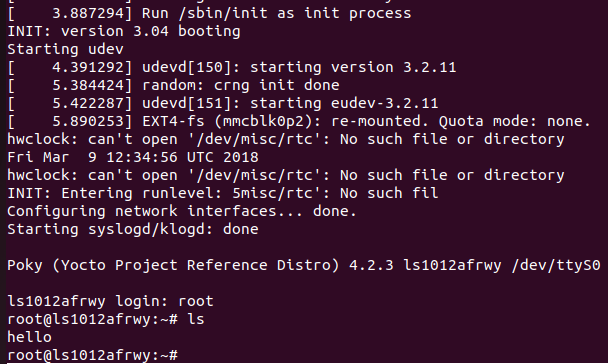 [    3.887294] Run /sbin/init as init process
INIT: version 3.04 booting
Starting udev
[    4.391292] udevd[150]: starting version 3.2.11
[    5.384424] random: crng init done
[    5.422287] udevd[151]: starting eudev-3.2.11
[    5.890253] EXT4-fs (mmcblk0p2): re-mounted. Quota mode: none.
hwclock: can't open '/dev/misc/rtc': No such file or directory
Fri Mar  9 12:34:56 UTC 2018
hwclock: can't open '/dev/misc/rtc': No such file or directory
INIT: Entering runlevel: 5misc/rtc': No such fil
Configuring network interfaces... done.
Starting syslogd/klogd: done
Poky (Yocto Project Reference Distro) 4.2.3 ls1012afrwy /dev/ttyS0
ls1012afrwy login: root
root@ls1012afrwy:~# ls
hello
root@ls1012afrwy:~#